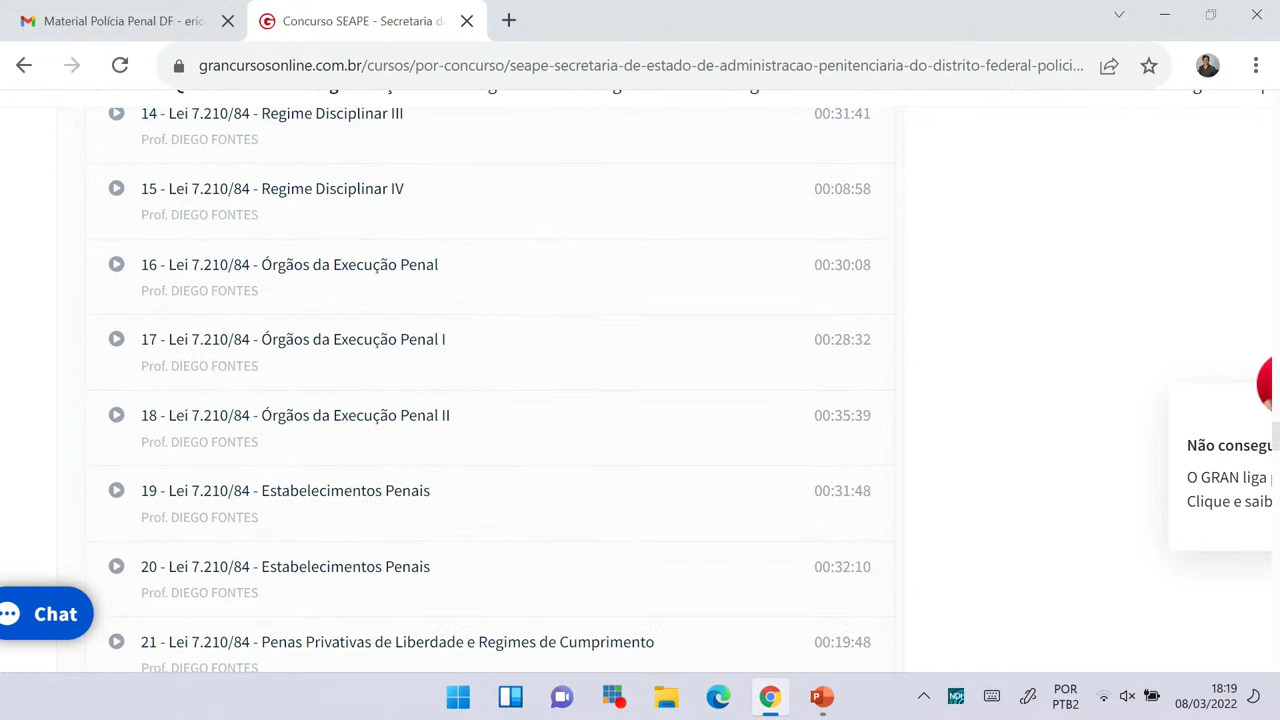 Material Polícia Penal DF - eric
Concurso SEAPE - Secretaria de
grancursosonline.com.br/cursos/por-concurso/seape-secretaria-de-estado-de-administracao-penitenciaria-do-distrito-federal-polici...
14 - Lei 7.210/84 - Regime Disciplinar III 00:31:41
Prof. DIEGO FONTES
15 - Lei 7.210/84 - Regime Disciplinar IV 00:08:58
Prof. DIEGO FONTES
16 - Lei 7.210/84 - Órgãos da Execução Penal 00:30:08
Prof. DIEGO FONTES
17 - Lei 7.210/84 - Órgãos da Execução Penal I 00:28:32
Prof. DIEGO FONTES
18 - Lei 7.210/84 - Órgãos da Execução Penal II 00:35:39
Prof. DIEGO FONTES
19 - Lei 7.210/84 - Estabelecimentos Penais 00:31:48
Prof. DIEGO FONTES
20 - Lei 7.210/84 - Estabelecimentos Penais 00:32:10
Prof. DIEGO FONTES
21 - Lei 7.210/84 - Penas Privativas de Liberdade e Regimes de Cumprimento 00:19:48
Prof. DIEGO FONTES
Não consegu
O GRAN liga
Clique e saib
Chat
POR
PTB2
18:19
08/03/2022